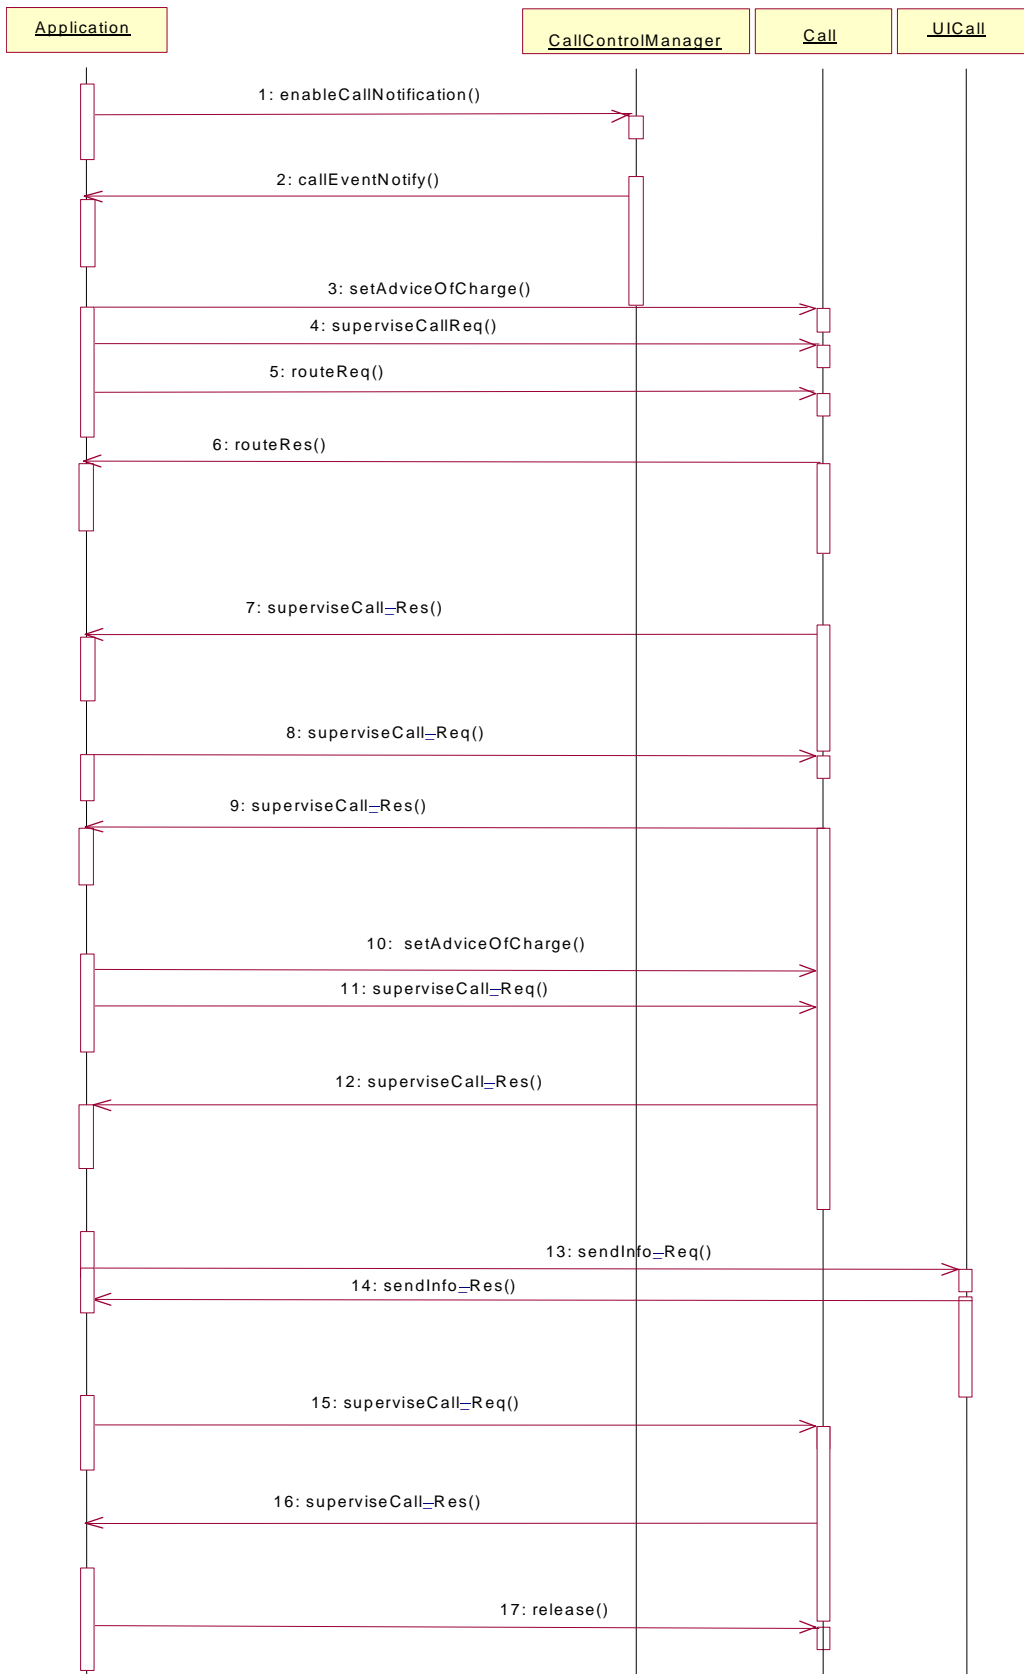 Application
CallControlManager
Call
UICall
1: enableCallNotification()
2: callEventNotify()
3: setAdviceOfCharge()
4: superviseCallReq()
5: routeReq()
6: routeRes()
7: superviseCall_Res()
8: superviseCall_Req()
9: superviseCall_Res()
10: setAdviceOfCharge()
11: superviseCall_Req()
12: superviseCall_Res()
13: sendInfo_Req()
14: sendInfo_Res()
15: superviseCall_Req()
16: superviseCall_Res()
17: release()